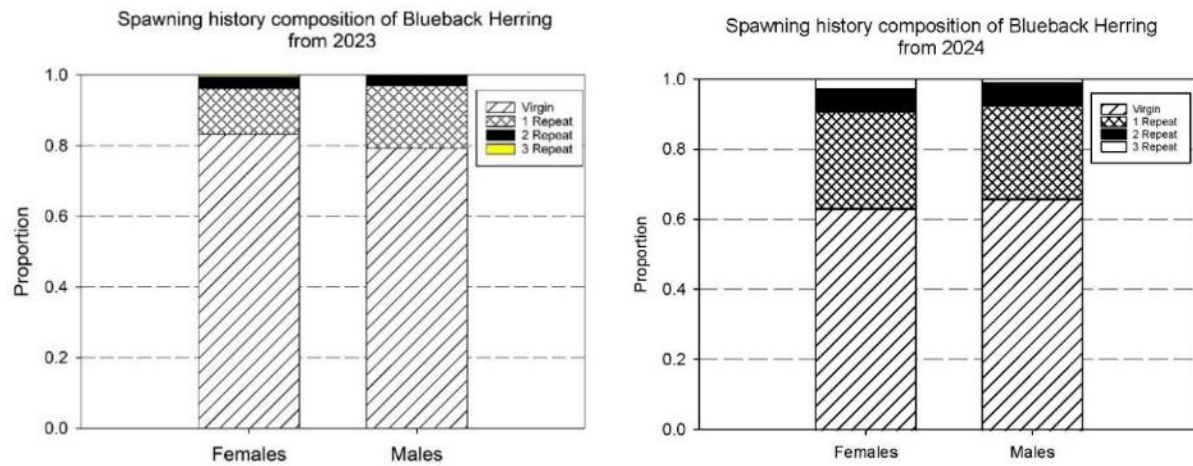 Spawning history composition of Blueback Herring
from 2023
1.0
0.8
0.6
0.4
0.2
0.0
Proportion
Virgin
1 Repeat
2 Repeat
3 Repeat
Females
Males
Spawning history composition of Blueback Herring
from 2024
1.0
0.8
0.6
0.4
0.2
0.0
Proportion
Virgin
1 Repeat
2 Repeat
3 Repeat
Females
Males